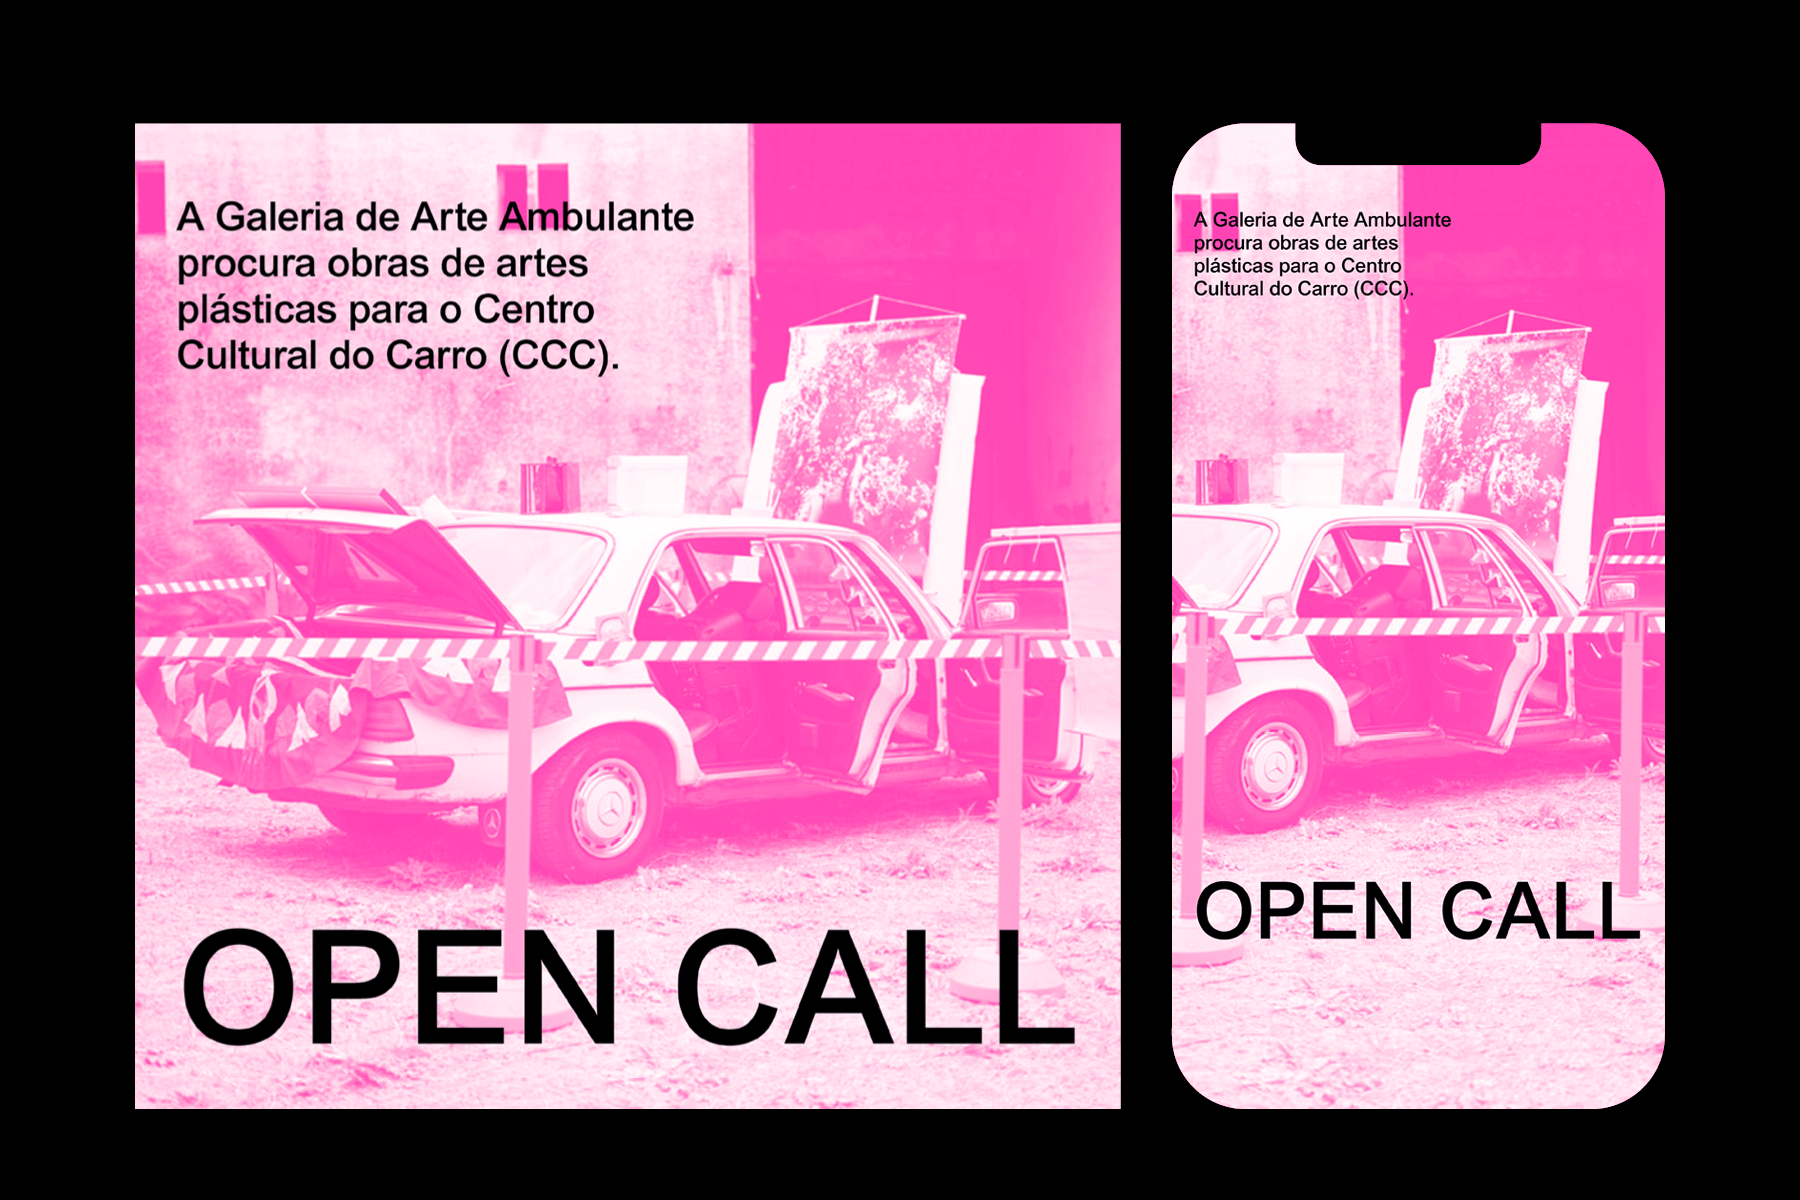 A Galeria de Arte Ambulante
procura obras de artes
plásticas para o Centro
Cultural do Carro (CCC).
OPEN CALL
A Galeria de Arte Ambulante
procura obras de artes
plásticas para o Centro
Cultural do Carro (CCC).
OPEN CALL